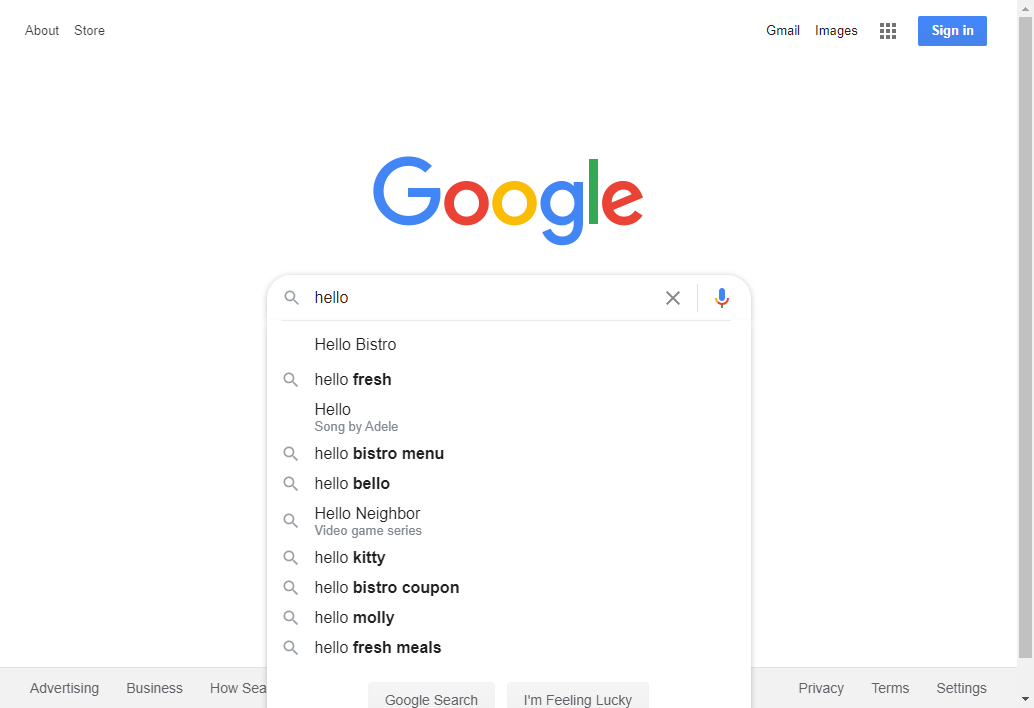 About Store Gmail Images Sign in
Google
hello
Hello Bistro
hello fresh
Hello
Song by Adele
hello bistro menu
hello bello
Hello Neighbor
Video game series
hello kitty
hello bistro coupon
hello molly
hello fresh meals
Advertising Business How Sea Privacy Terms Settings
Google Search I'm Feeling Lucky